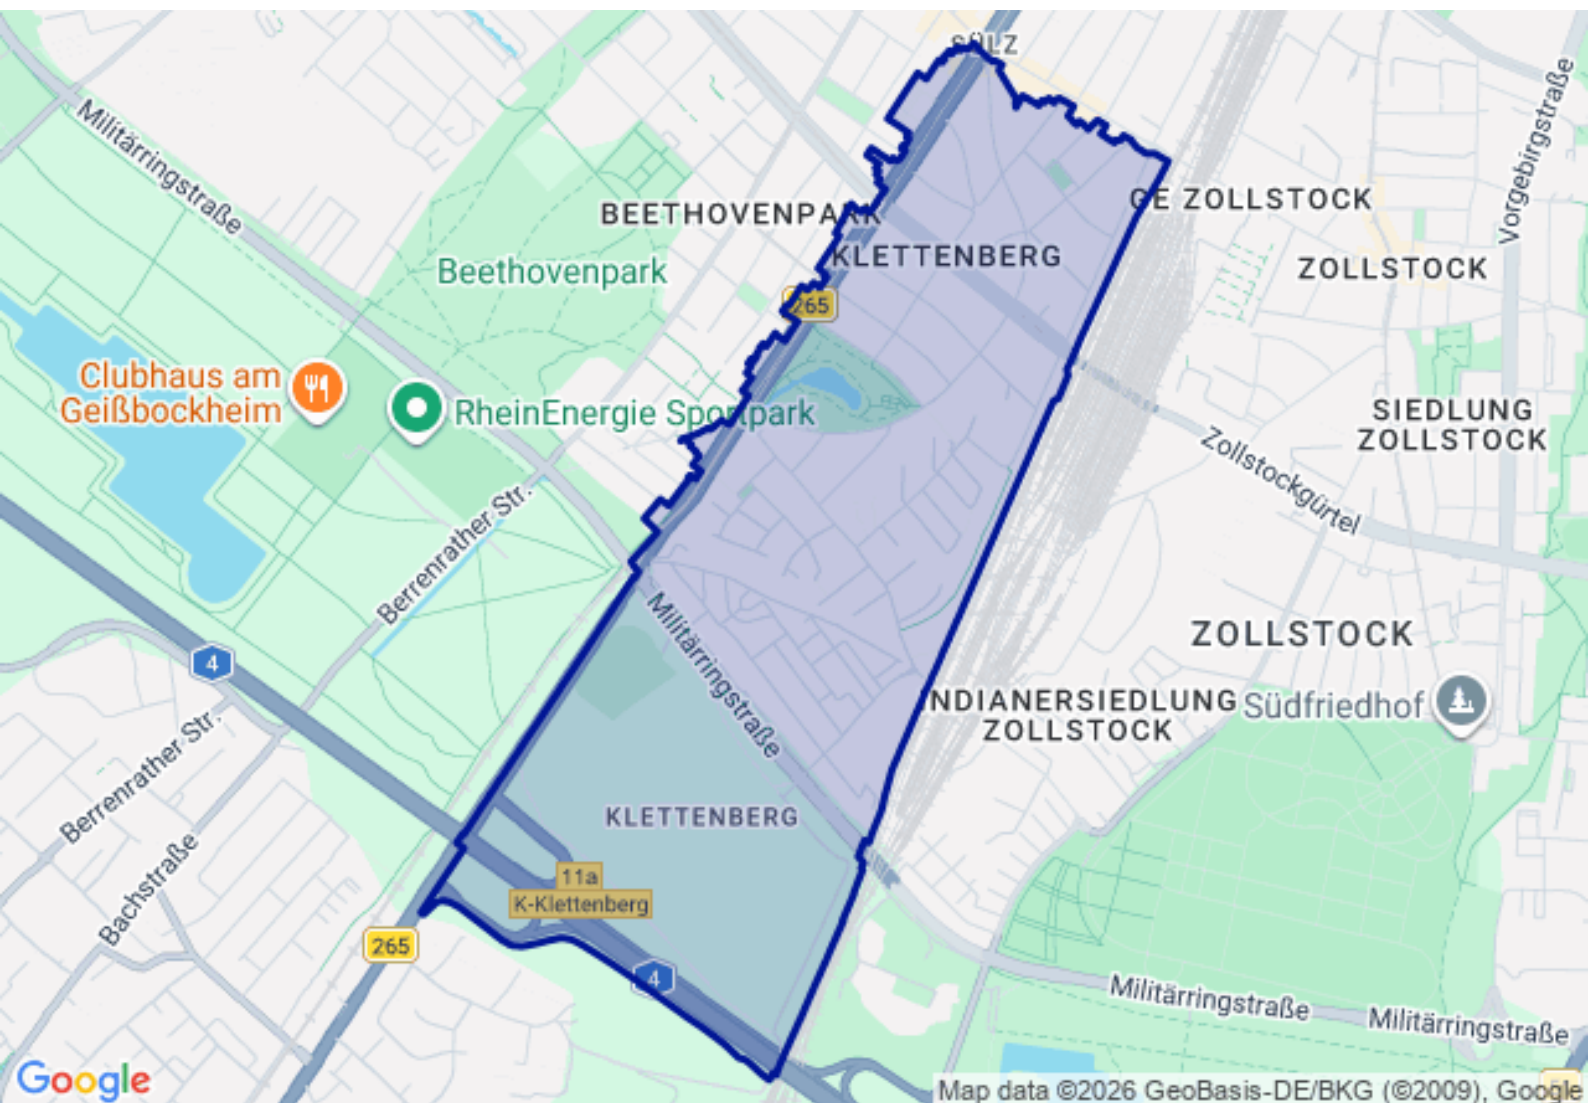 SÜLZ
Militärringstraße
Vorgebirgstraße
GE ZOLLSTOCK
BEETHOVENPARK
KLETTENBERG
ZOLLSTOCK
Beethovenpark
265
Clubhaus am
Geißbockheim
RheinEnergie Sportpark
SIEDLUNG
ZOLLSTOCK
Zollstockgürtel
Berrenrather Str.
Militärringstraße
ZOLLSTOCK
4
NDIANERSIEDLUNG
ZOLLSTOCK
Südfriedhof
Berrenrather Str.
KLETTENBERG
Bachstraße
11a
K-Klettenberg
265
4
Militärringstraße
Militärringstraße
Google
Map data ©2026 GeoBasis-DE/BKG (©2009), Google